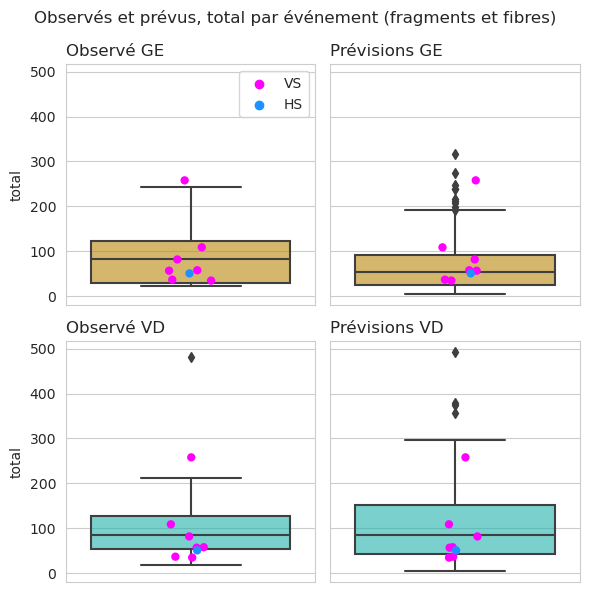 Observés et prévus, total par événement (fragments et fibres)
Observé GE
Prévisions GE
500
400
300
200
100
0
total
VS
HS
Observé VD
Prévisions VD
500
400
300
200
100
0
total